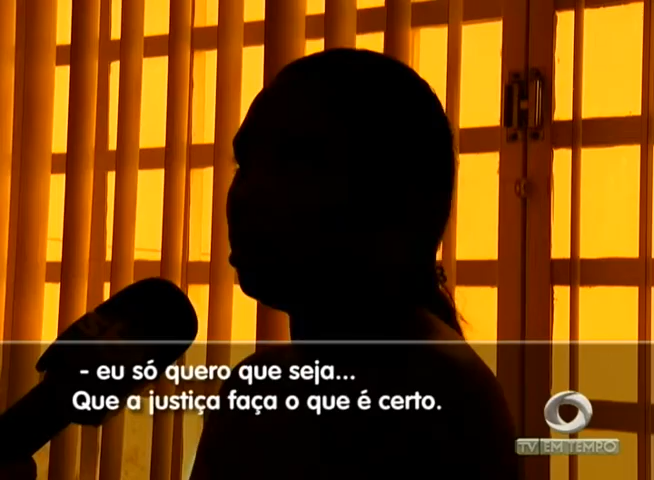 - eu só quero que seja...
Que a justiça faça o que é certo.
TV EM TEMPO